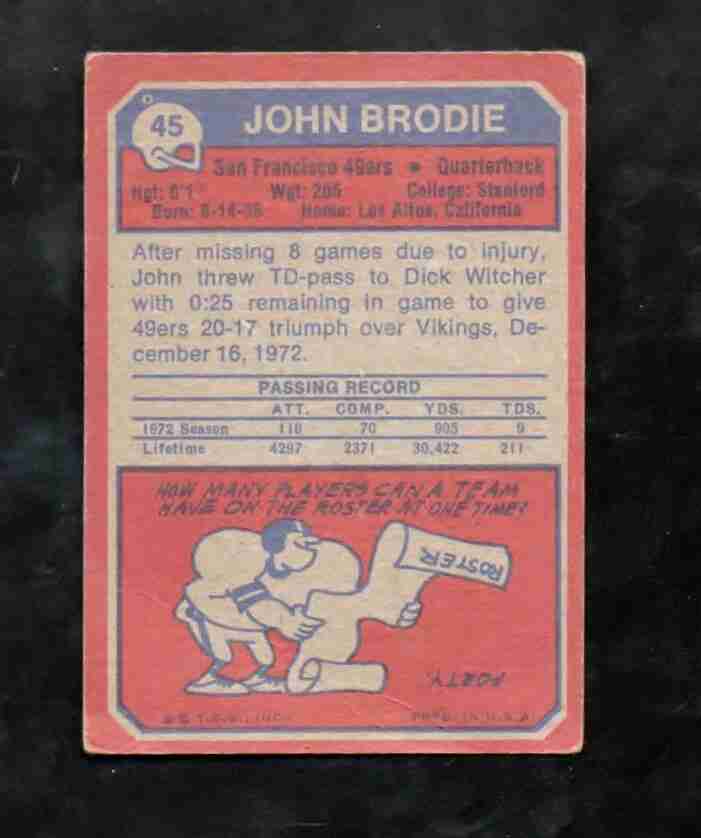 45
JOHN BRODIE
San Francisco 49ers • Quarterback
Hgt: 6'1" Wgt: 205 College: Stanford
Born: 8-14-35 Home: Los Altos, California
After missing 8 games due to injury,
John threw TD-pass to Dick Witcher
with 0:25 remaining in game to give
49ers 20-17 triumph over Vikings, De-
cember 16, 1972.
PASSING RECORD
ATT. COMP. YDS. TDS.
1972 Season 110 70 905 9
Lifetime 4297 2371 30,422 211
HOW MANY PLAYERS CAN A TEAM
HAVE ON THE ROSTER AT ONE TIME?
ROSTER
FORTY.
© T.C.G. INC. PRTD. IN U.S.A.